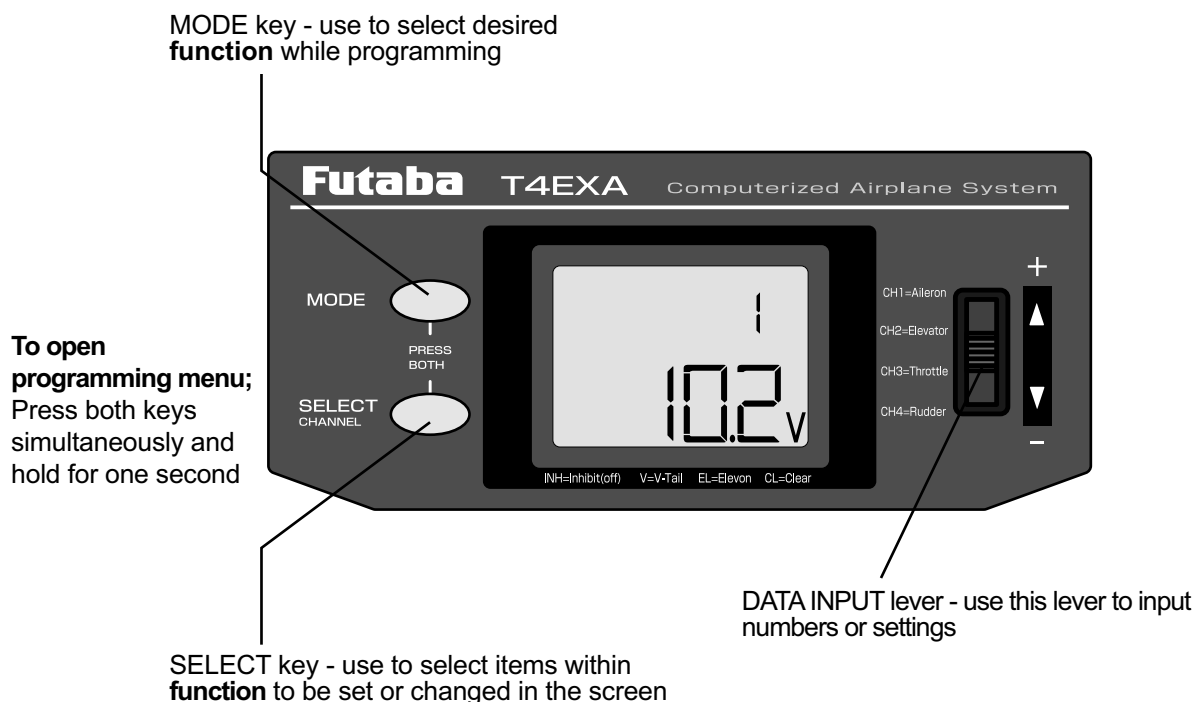 MODE key - use to select desired
function while programming
Futaba T4EXA Computerized Airplane System
MODE
PRESS
BOTH
SELECT
CHANNEL
To open
programming menu;
Press both keys
simultaneously and
hold for one second
1
10.2V
CH1=Aileron
CH2=Elevator
CH3=Throttle
CH4=Rudder
+
−
INH=Inhibit(off) V=V-Tail EL=Elevon CL=Clear
DATA INPUT lever - use this lever to input
numbers or settings
SELECT key - use to select items within
function to be set or changed in the screen